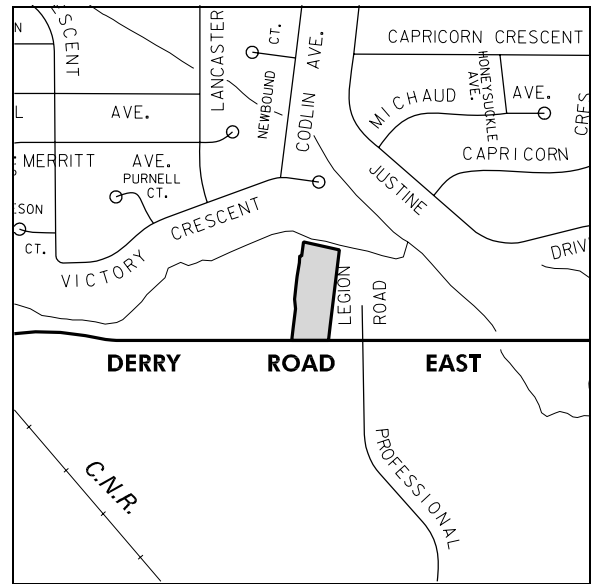 N
SCENT
LANCASTER
CT.
NEWBOUND
CODLIN AVE.
CAPRICORN CRESCENT
L AVE.
MICHAUD AVE.
HONEYSUCKLE AVE.
CRES
MERRITT AVE.
PURNELL
CT.
CAPRICORN
JUSTINE
ESON
CT.
VICTORY CRESCENT
DRIV
LEGION ROAD
DERRY ROAD EAST
C.N.R.
PROFESSIONAL